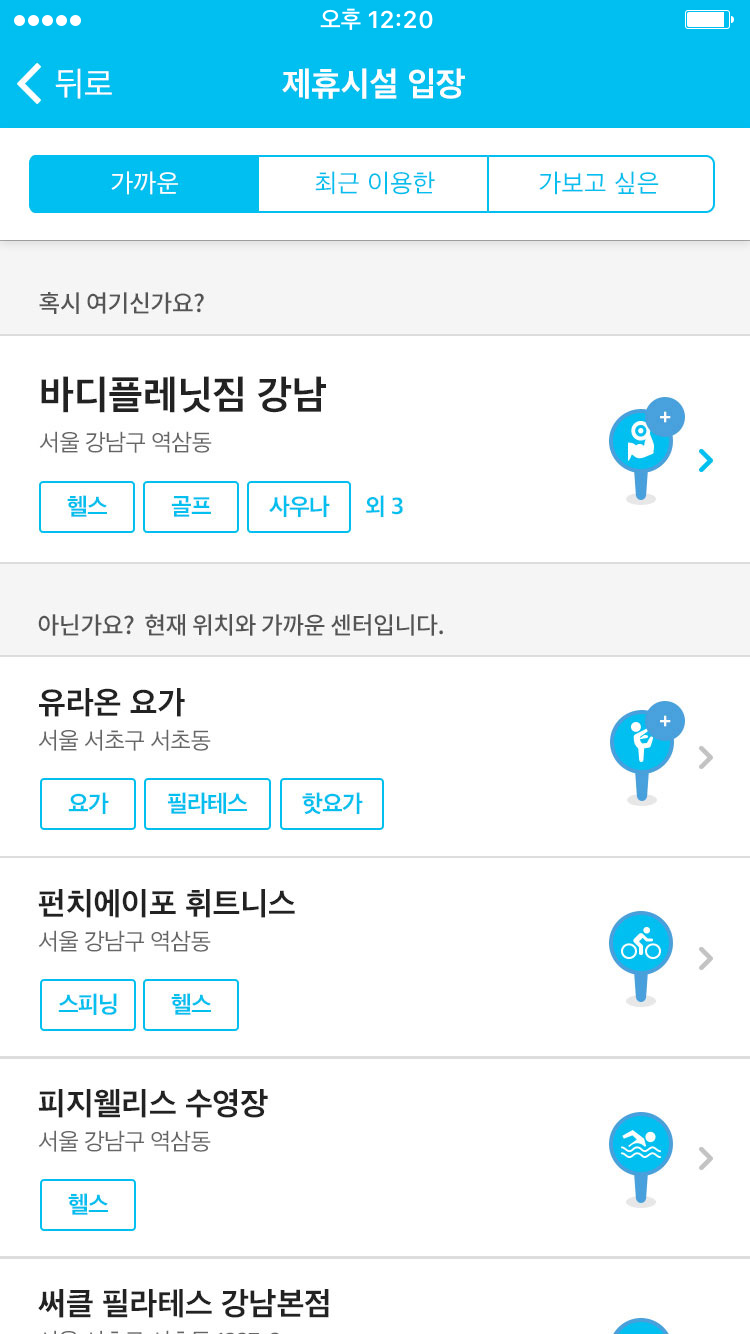 오후 12:20
뒤로
제휴시설 입장
가까운
최근 이용한
가보고 싶은
혹시 여기신가요?
바디플레닛짐 강남
서울 강남구 역삼동
헬스 골프 사우나 외 3
아닌가요? 현재 위치와 가까운 센터입니다.
유라온 요가
서울 서초구 서초동
요가 필라테스 핫요가
펀치에이포 휘트니스
서울 강남구 역삼동
스피닝 헬스
피지웰리스 수영장
서울 강남구 역삼동
헬스
써클 필라테스 강남본점